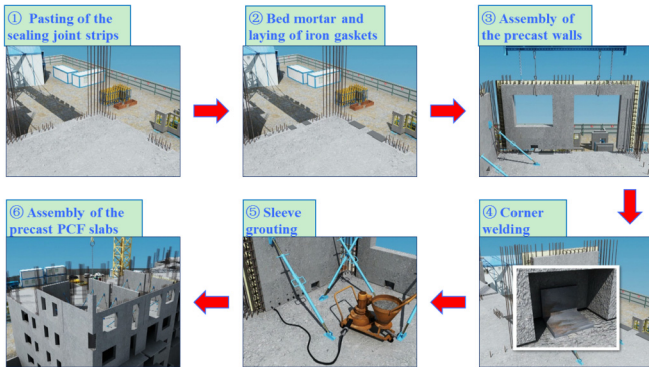 ① Pasting of the
sealing joint strips
② Bed mortar and
laying of iron gaskets
③ Assembly of
the precast walls
④ Corner
welding
⑤ Sleeve
grouting
⑥ Assembly of the
precast PCF slabs